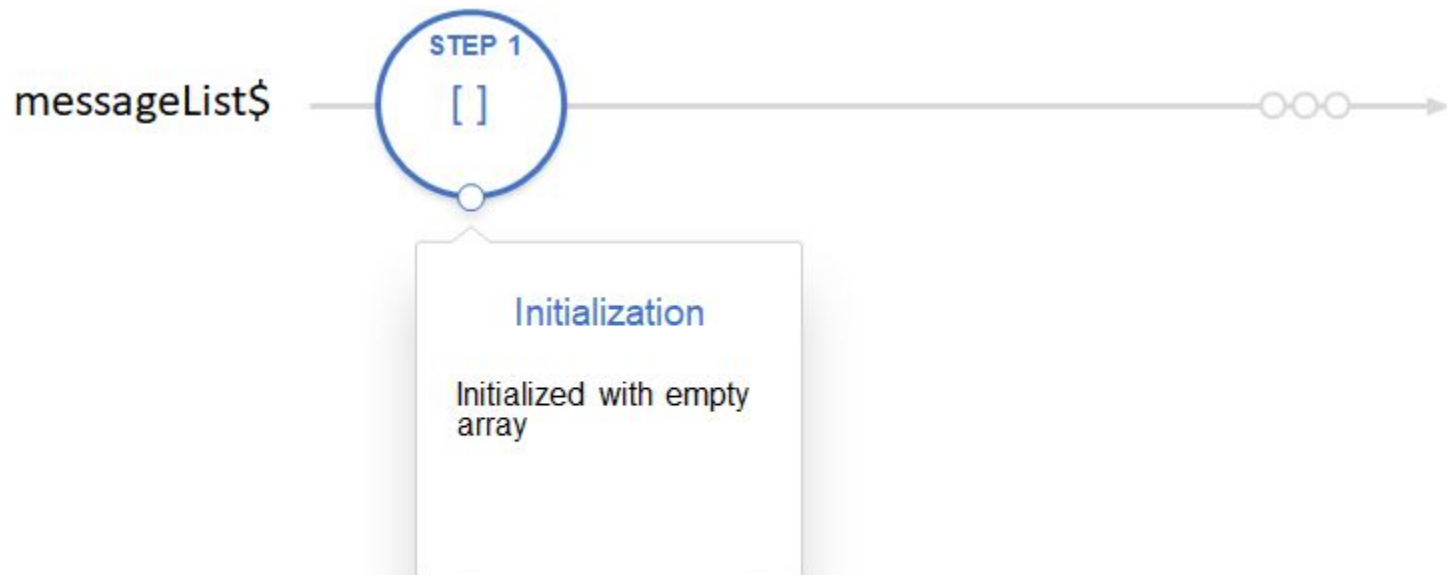 STEP 1
messageList$
[ ]
Initialization
Initialized with empty
array